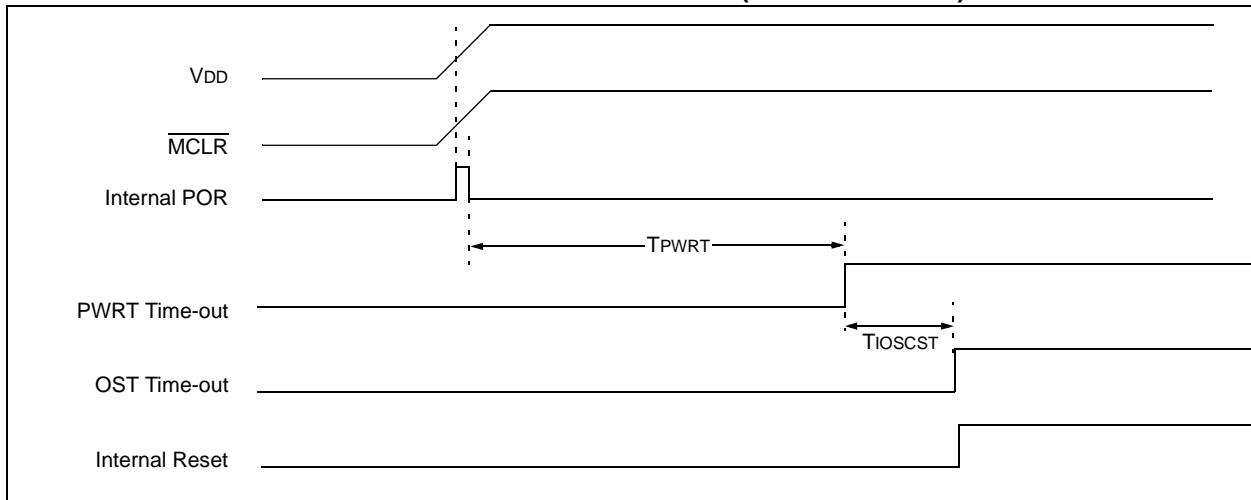 VDD
MCLR
Internal POR
TPWRT
PWRT Time-out
TIOSCST
OST Time-out
Internal Reset